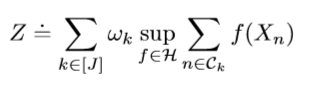 Z ≐ ∑_{k∈[J]} ω_k sup_{f∈ℋ} ∑_{n∈𝒞_k} f(X_n)